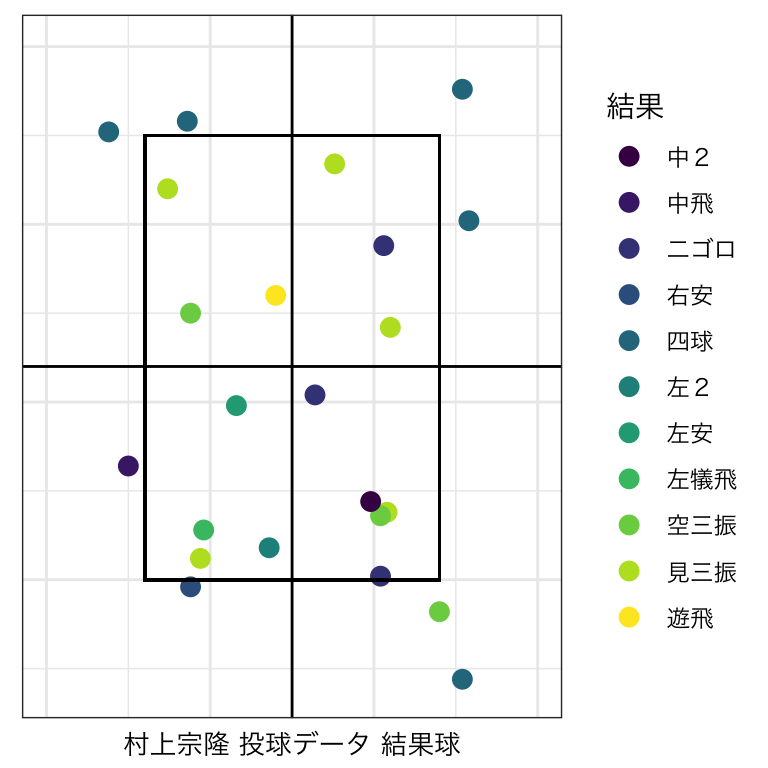 結果
中２
中飛
二ゴロ
右安
四球
左２
左安
左犠飛
空三振
見三振
遊飛
村上宗隆 投球データ 結果球